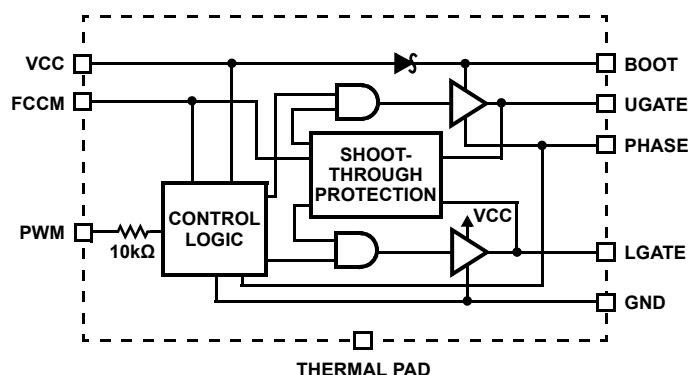 VCC
BOOT
FCCM
UGATE
PHASE
SHOOT-
THROUGH
PROTECTION
CONTROL
LOGIC
VCC
PWM
10kΩ
LGATE
GND
THERMAL PAD